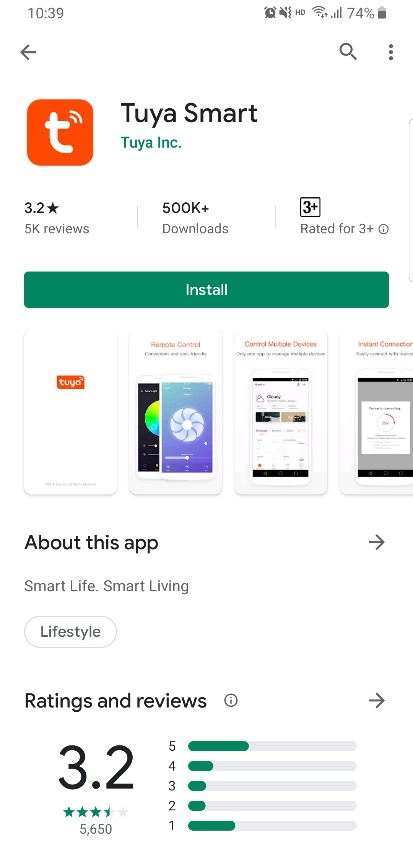 10:39
HD
74%
Tuya Smart
Tuya Inc.
3.2★ 500K+ 3+
5K reviews Downloads Rated for 3+
Install
tuya
Remote Control
Convenient and
Control Multiple Devices
Only one app to manage multiple devices
Instant Connection
Easily connect with device
Cloudy
About this app
Smart Life. Smart Living
Lifestyle
Ratings and reviews
3.2
5,650
5
4
3
2
1